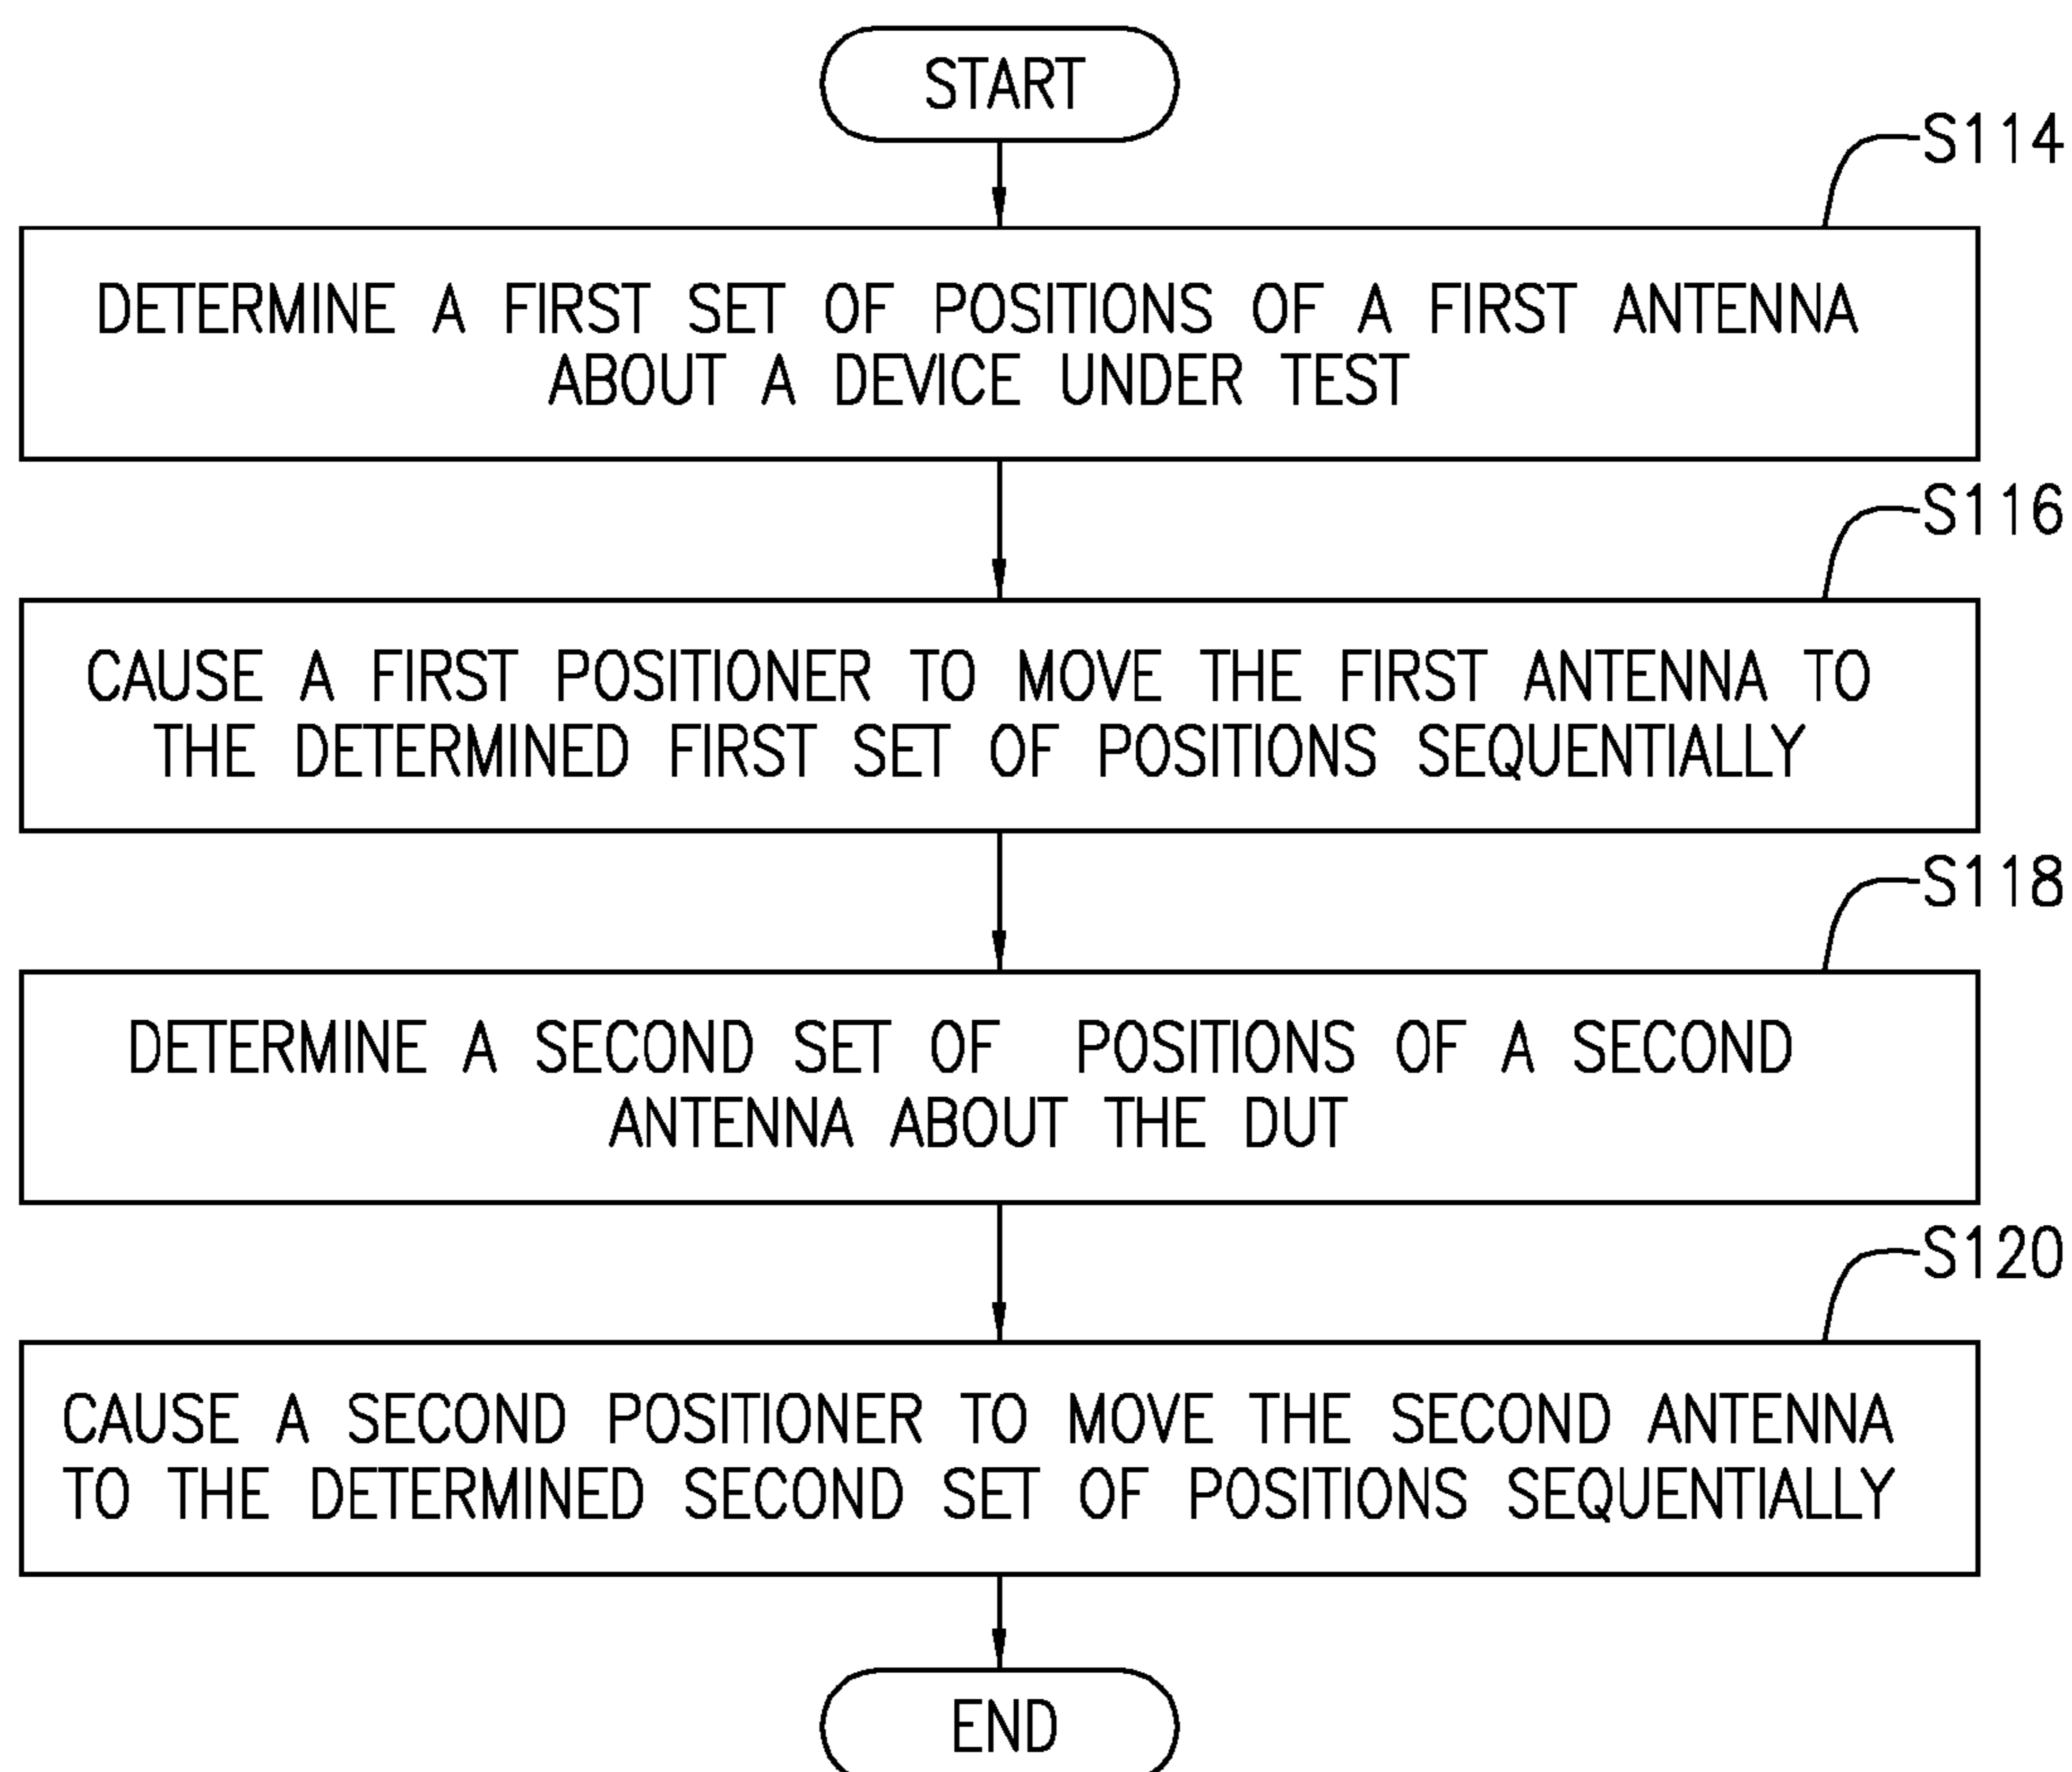 START
S114
DETERMINE A FIRST SET OF POSITIONS OF A FIRST ANTENNA
ABOUT A DEVICE UNDER TEST
S116
CAUSE A FIRST POSITIONER TO MOVE THE FIRST ANTENNA TO
THE DETERMINED FIRST SET OF POSITIONS SEQUENTIALLY
S118
DETERMINE A SECOND SET OF POSITIONS OF A SECOND
ANTENNA ABOUT THE DUT
S120
CAUSE A SECOND POSITIONER TO MOVE THE SECOND ANTENNA
TO THE DETERMINED SECOND SET OF POSITIONS SEQUENTIALLY
END